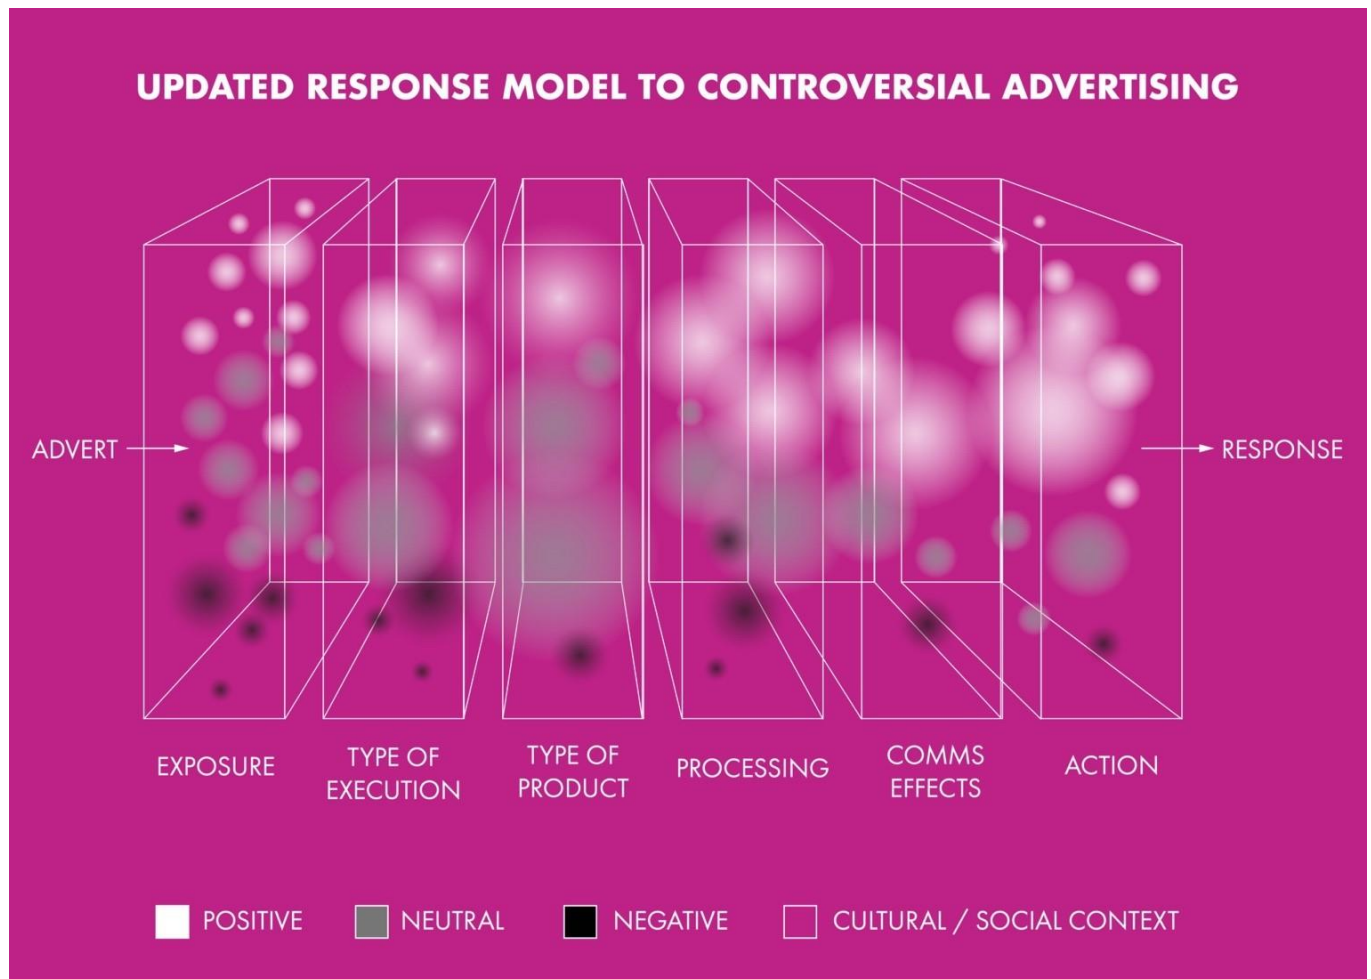 UPDATED RESPONSE MODEL TO CONTROVERSIAL ADVERTISING
ADVERT
RESPONSE
EXPOSURE
TYPE OF
EXECUTION
TYPE OF
PRODUCT
PROCESSING
COMMS
EFFECTS
ACTION
POSITIVE
NEUTRAL
NEGATIVE
CULTURAL / SOCIAL CONTEXT